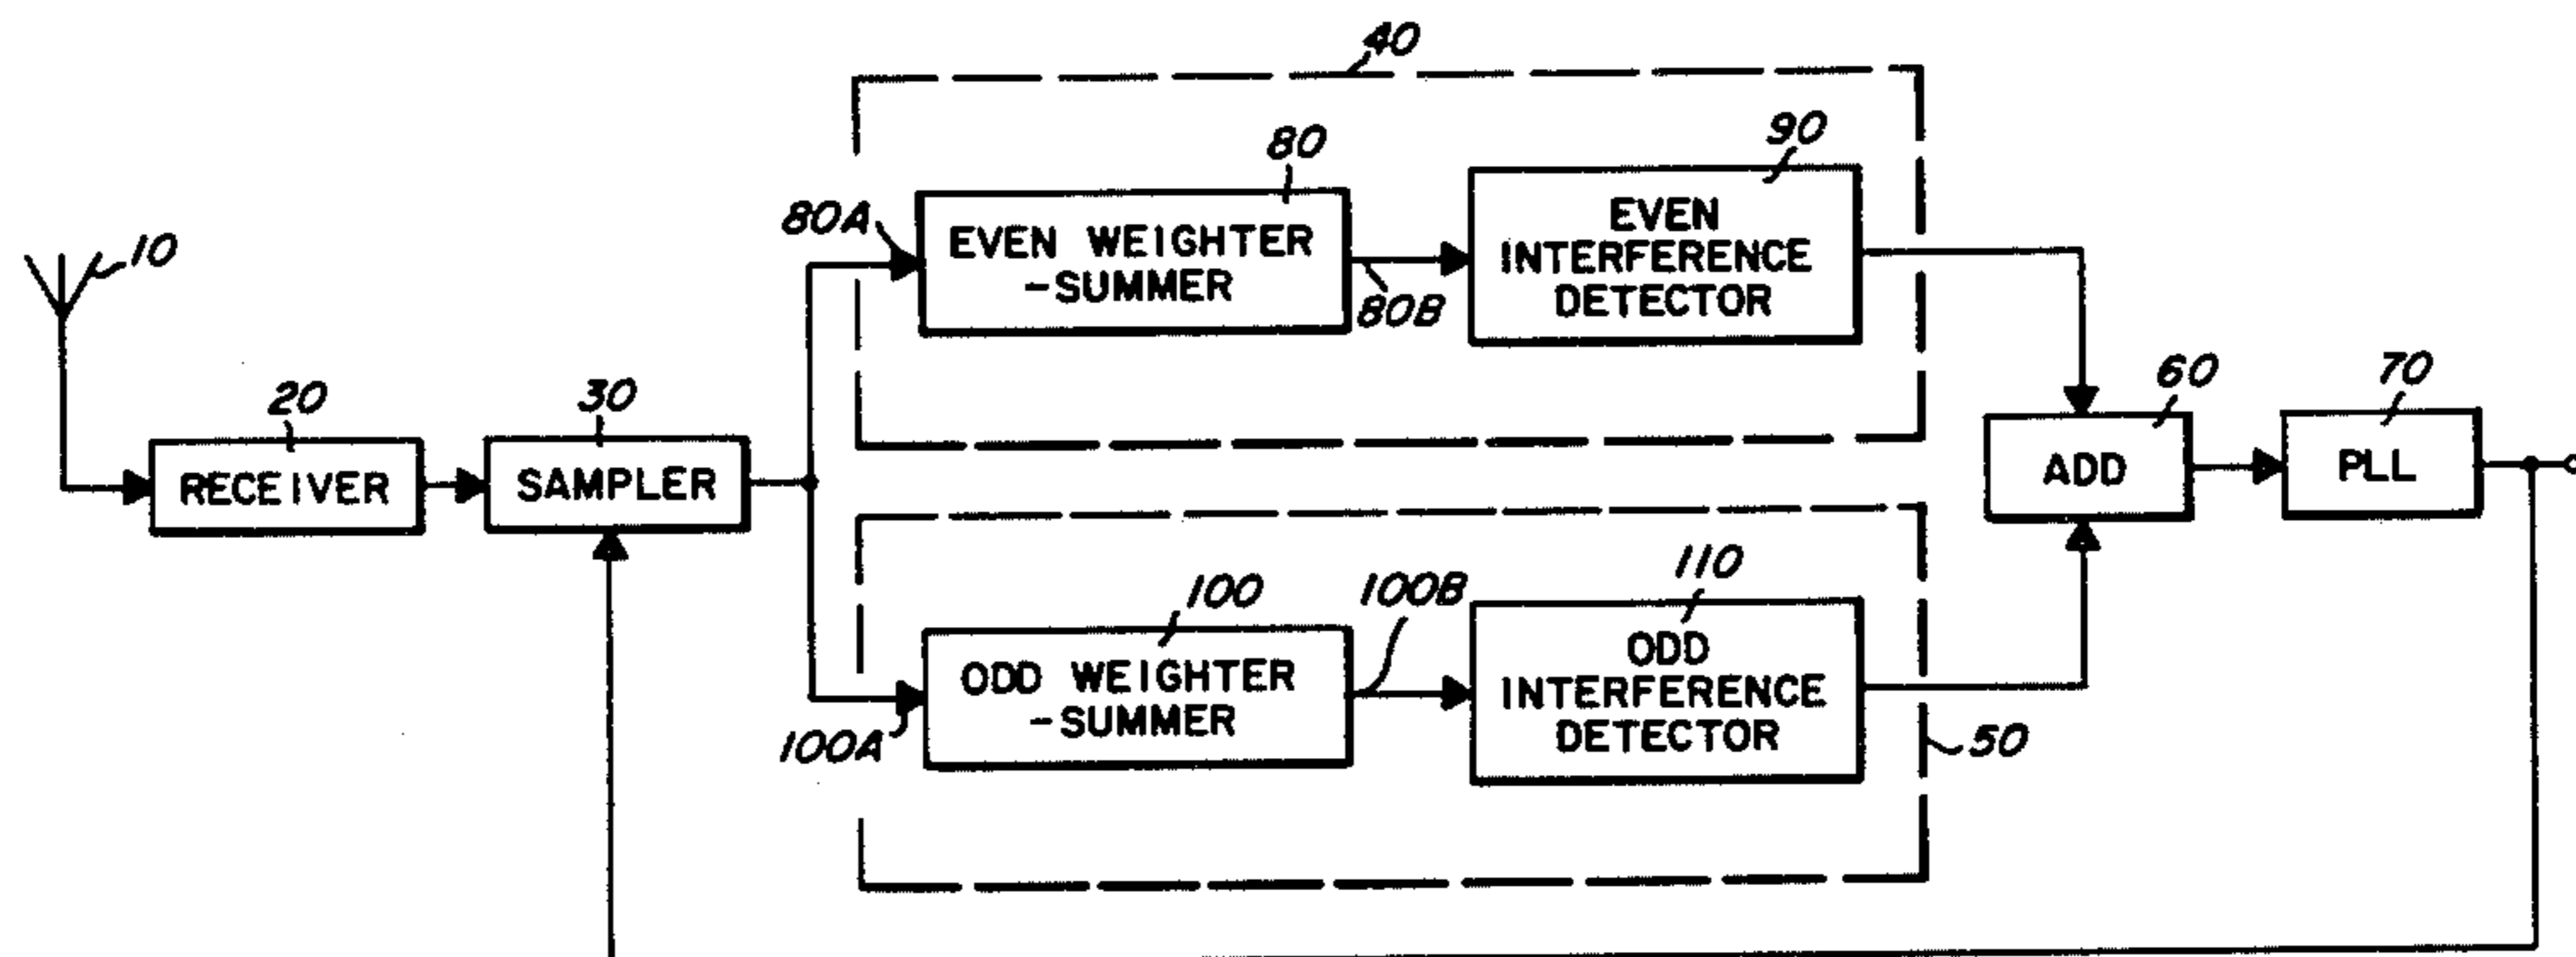 40
80
90
80A
EVEN WEIGHTER
-SUMMER
EVEN
INTERFERENCE
DETECTOR
80B
10
20
RECEIVER
30
SAMPLER
60
ADD
70
PLL
100
100B
110
ODD WEIGHTER
-SUMMER
ODD
INTERFERENCE
DETECTOR
100A
50